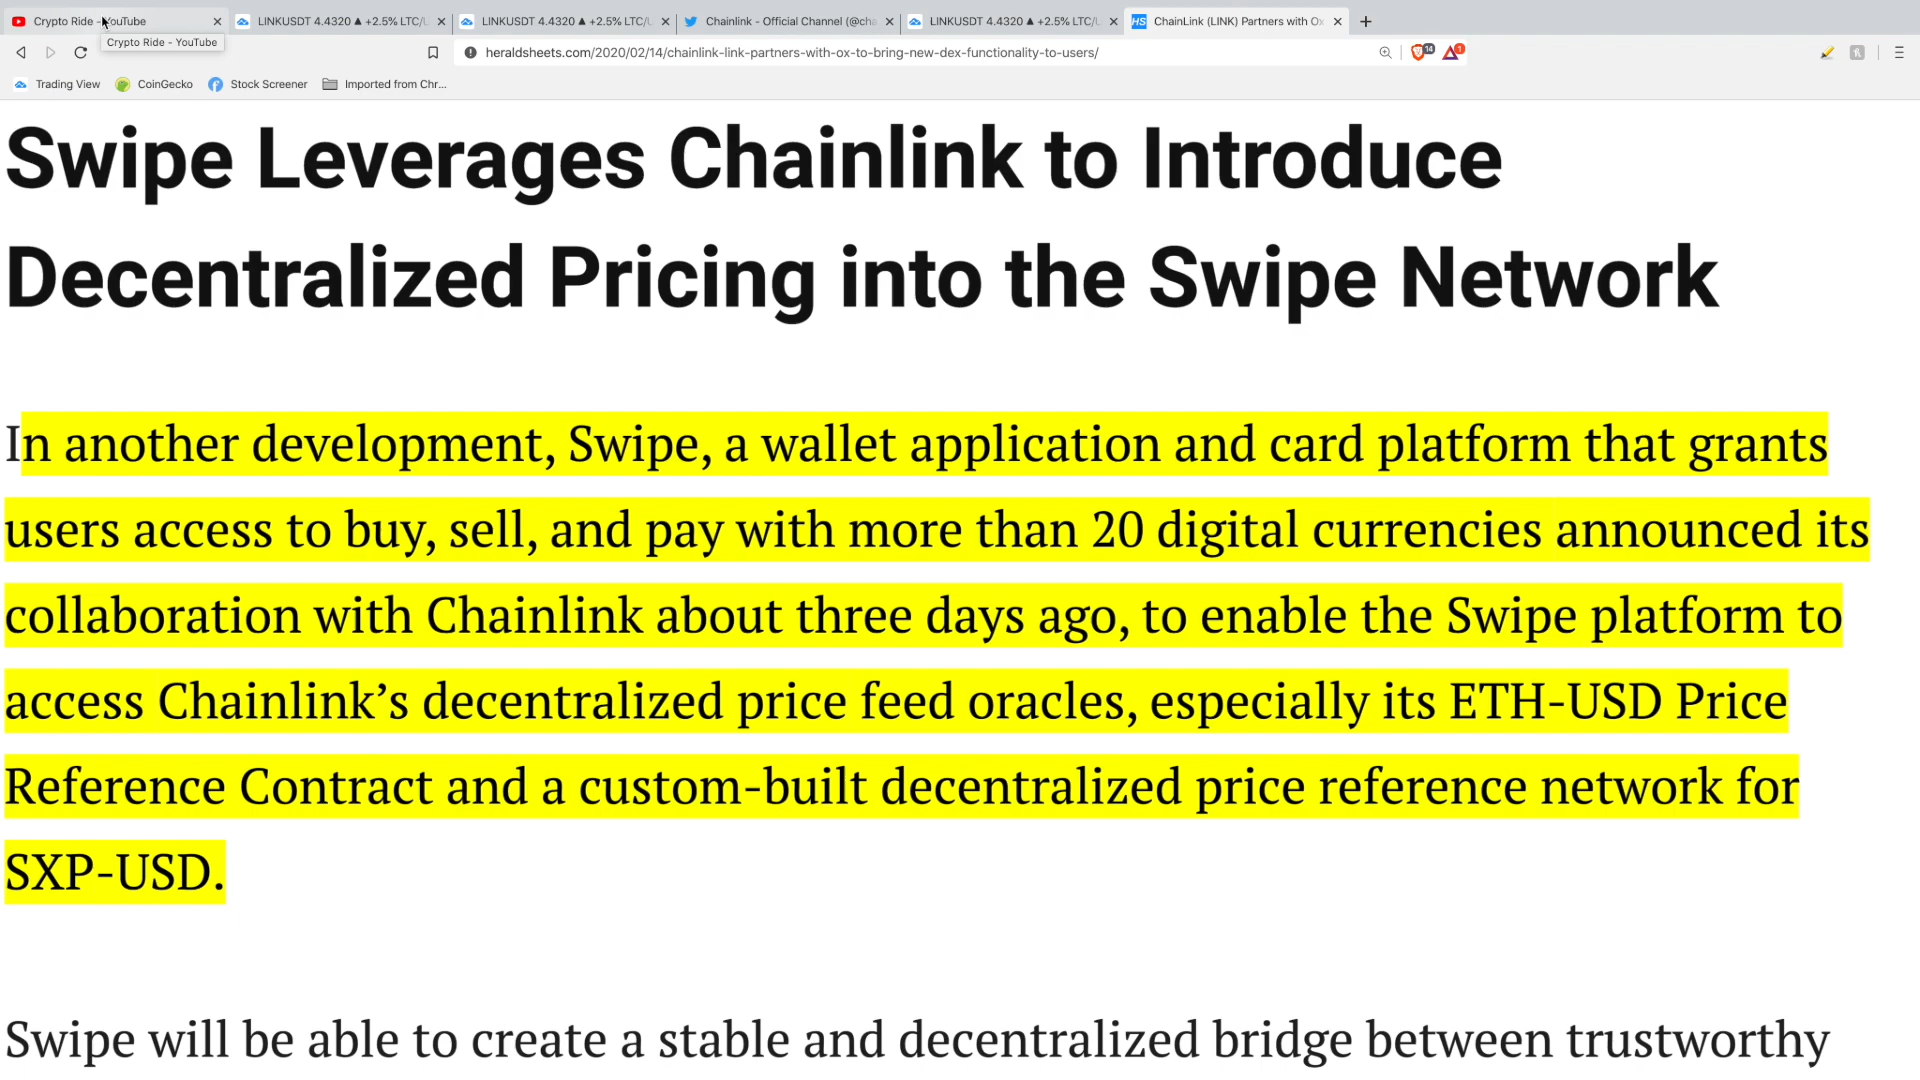 Crypto Ride - YouTube
LINKUSDT 4.4320 ▲ +2.5% LTC/U
LINKUSDT 4.4320 ▲ +2.5% LTC/U
Chainlink - Official Channel (@cha
LINKUSDT 4.4320 ▲ +2.5% LTC/U
HS
ChainLink (LINK) Partners with Ox
Crypto Ride - YouTube
heraldsheets.com/2020/02/14/chainlink-link-partners-with-ox-to-bring-new-dex-functionality-to-users/
14
1
Trading View
CoinGecko
Stock Screener
Imported from Chr...
Swipe Leverages Chainlink to Introduce
Decentralized Pricing into the Swipe Network
In another development, Swipe, a wallet application and card platform that grants
users access to buy, sell, and pay with more than 20 digital currencies announced its
collaboration with Chainlink about three days ago, to enable the Swipe platform to
access Chainlink’s decentralized price feed oracles, especially its ETH-USD Price
Reference Contract and a custom-built decentralized price reference network for
SXP-USD.
Swipe will be able to create a stable and decentralized bridge between trustworthy